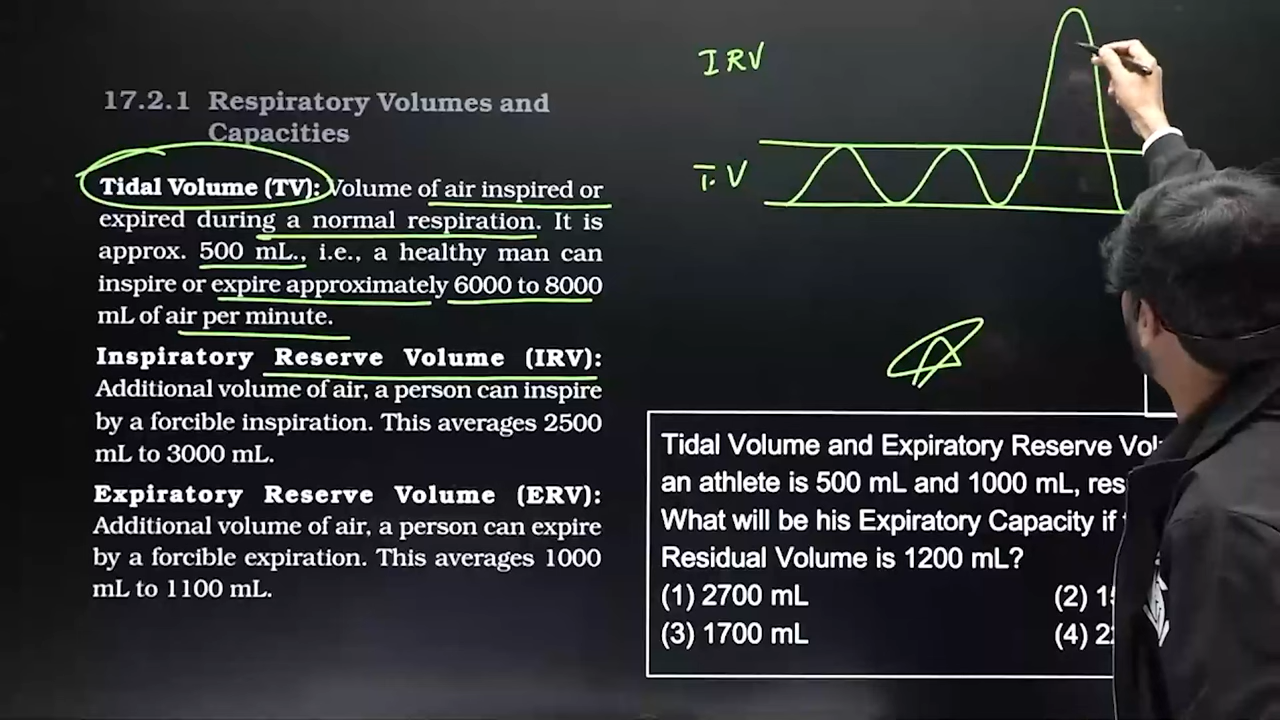 17.2.1 Respiratory Volumes and
Capacities
Tidal Volume (TV): Volume of air inspired or
expired during a normal respiration. It is
approx. 500 mL., i.e., a healthy man can
inspire or expire approximately 6000 to 8000
mL of air per minute.
Inspiratory Reserve Volume (IRV):
Additional volume of air, a person can inspire
by a forcible inspiration. This averages 2500
mL to 3000 mL.
Expiratory Reserve Volume (ERV):
Additional volume of air, a person can expire
by a forcible expiration. This averages 1000
mL to 1100 mL.
IRV
T.V
Tidal Volume and Expiratory Reserve
an athlete is 500 mL and 1000 mL,
What will be his Expiratory Capacity if
Residual Volume is 1200 mL?
(1) 2700 mL
(2)
(3) 1700 mL
(4)